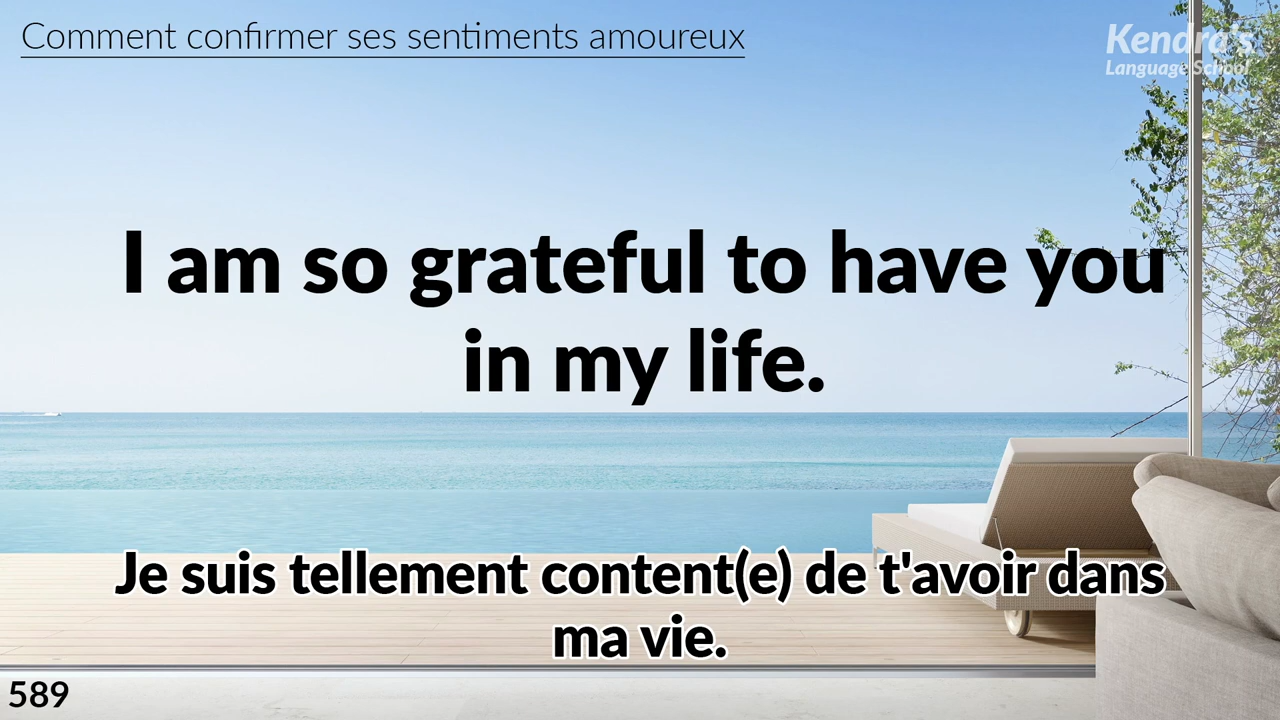 Comment confirmer ses sentiments amoureux
Kendra's
Language School
I am so grateful to have you
in my life.
Je suis tellement content(e) de t'avoir dans
ma vie.
589